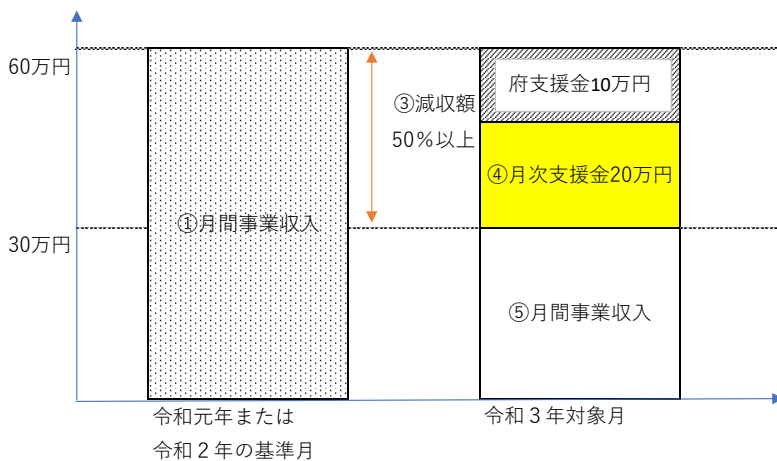 60万円
30万円
①月間事業収入
③減収額
50％以上
府支援金10万円
④月次支援金20万円
⑤月間事業収入
令和元年または
令和２年の基準月
令和３年対象月